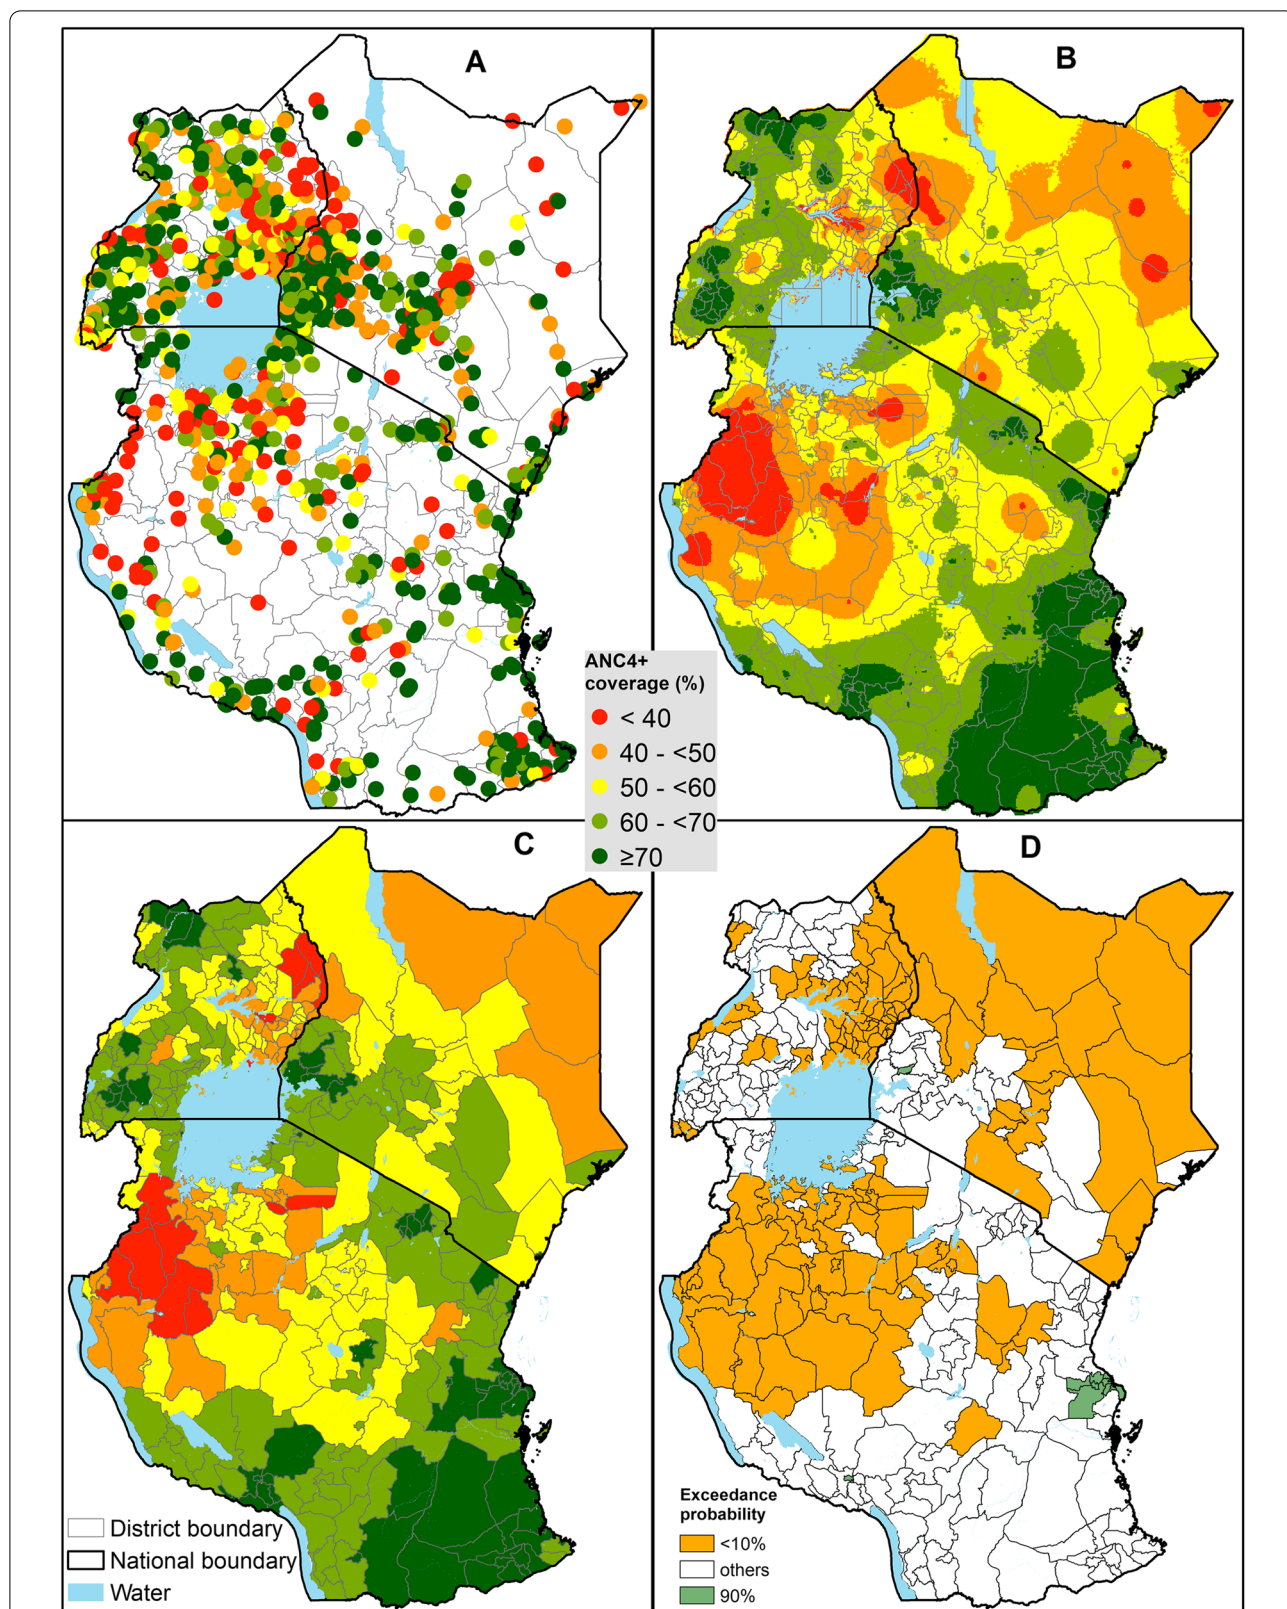 A
B
ANC4+
coverage (%)
< 40
40 - <50
50 - <60
60 - <70
≥70
C
D
District boundary
National boundary
Water
Exceedance
probability
<10%
others
90%